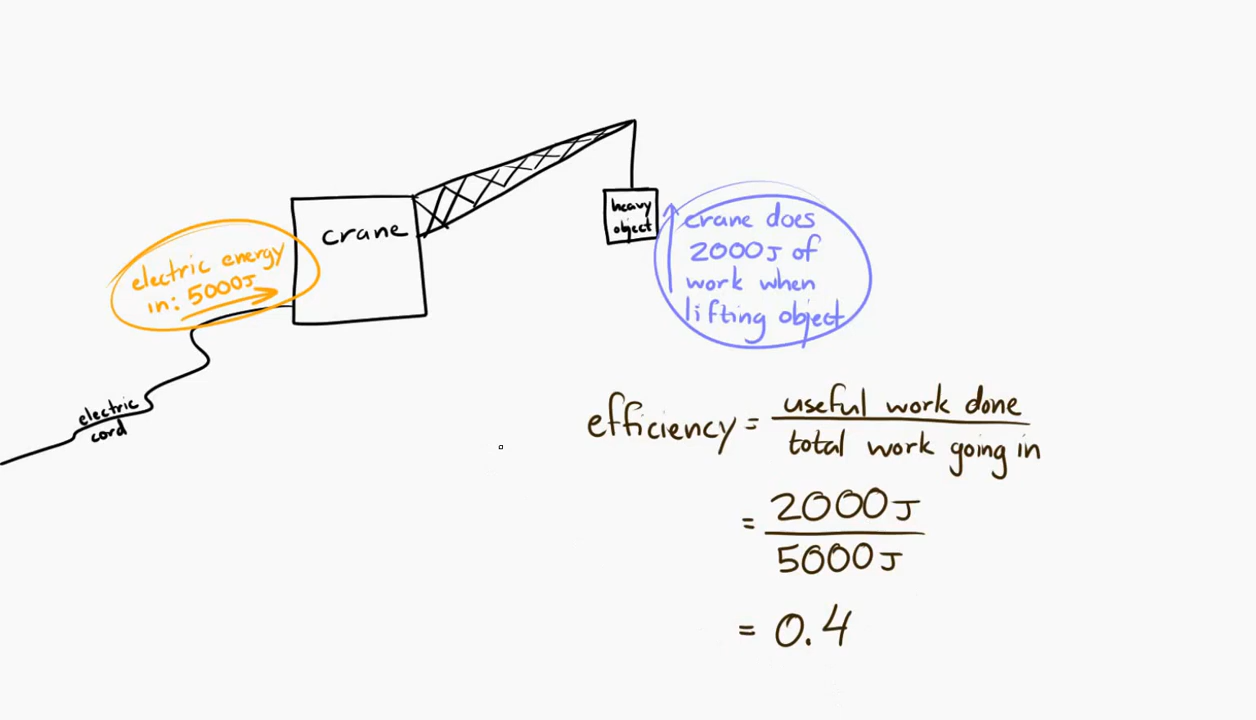 electric energy
in: 5000J
crane
heavy
object
crane does
2000J of
work when
lifting object
electric
cord
efficiency = useful work done
total work going in
= 2000J
5000J
= 0.4